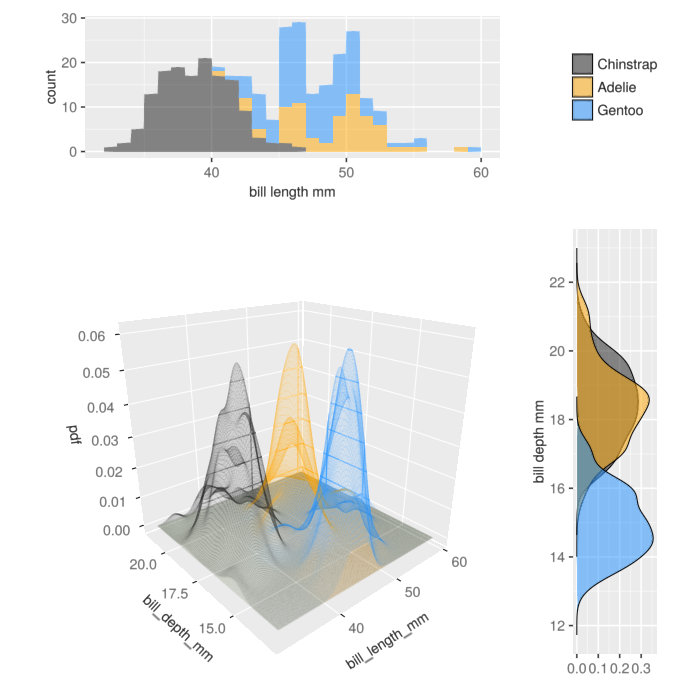 30
20
10
0
count
40 50 60
bill length mm
Chinstrap
Adelie
Gentoo
0.06
0.05
0.04
0.03
0.02
0.01
0.00
pdf
20.0
17.5
15.0
bill_depth_mm
40
50
60
bill_length_mm
22
20
18
16
14
12
bill depth mm
0.0 0.1 0.2 0.3